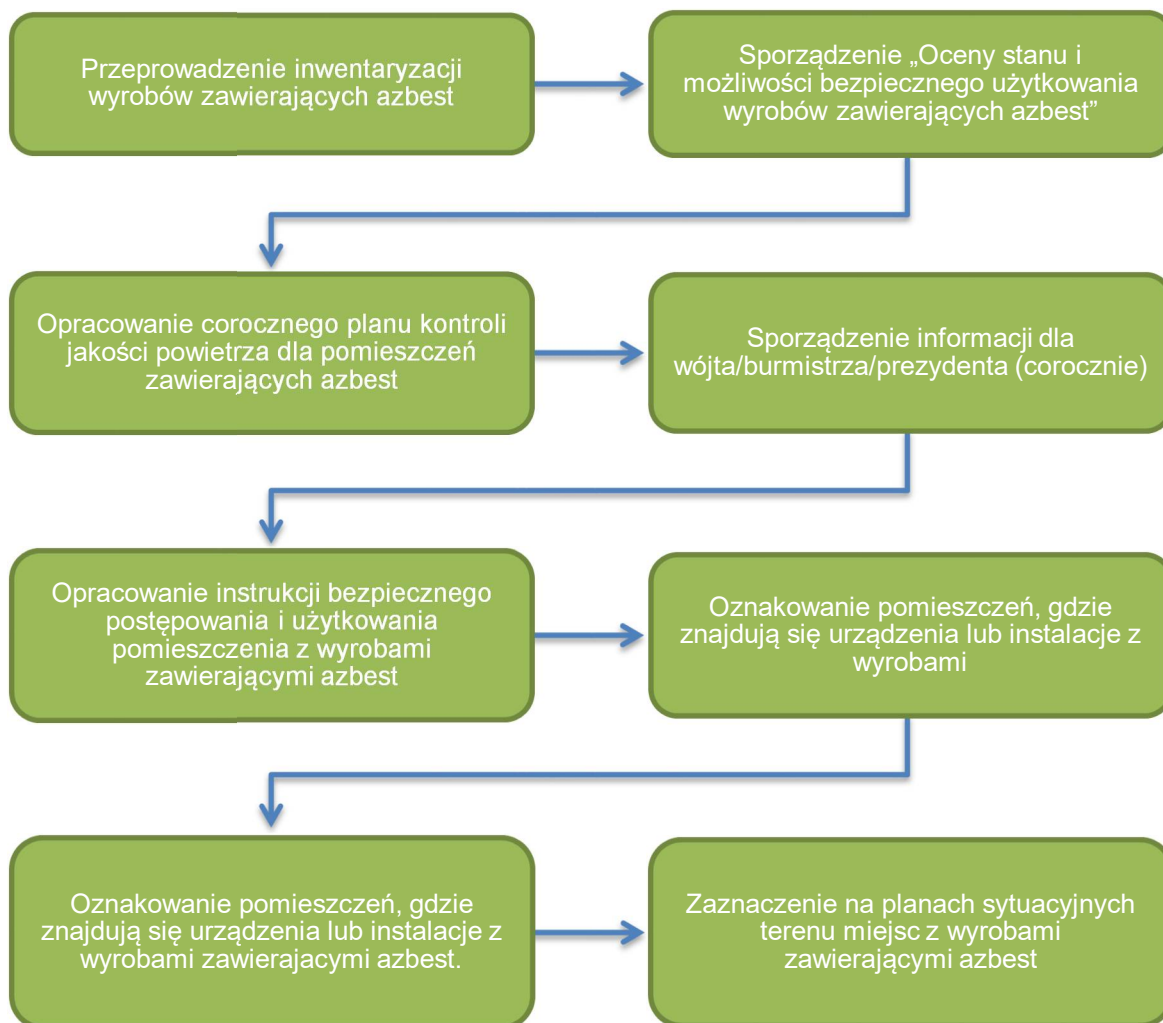 Przeprowadzenie inwentaryzacji
wyrobów zawierających azbest
Sporządzenie „Oceny stanu i
możliwości bezpiecznego użytkowania
wyrobów zawierających azbest”
Opracowanie corocznego planu kontroli
jakości powietrza dla pomieszczeń
zawierających azbest
Sporządzenie informacji dla
wójta/burmistrza/prezydenta (corocznie)
Opracowanie instrukcji bezpiecznego
postępowania i użytkowania
pomieszczenia z wyrobami
zawierającymi azbest
Oznakowanie pomieszczeń, gdzie
znajdują się urządzenia lub instalacje z
wyrobami
Oznakowanie pomieszczeń, gdzie
znajdują się urządzenia lub instalacje z
wyrobami zawierajacymi azbest.
Zaznaczenie na planach sytuacyjnych
terenu miejsc z wyrobami
zawierającymi azbest